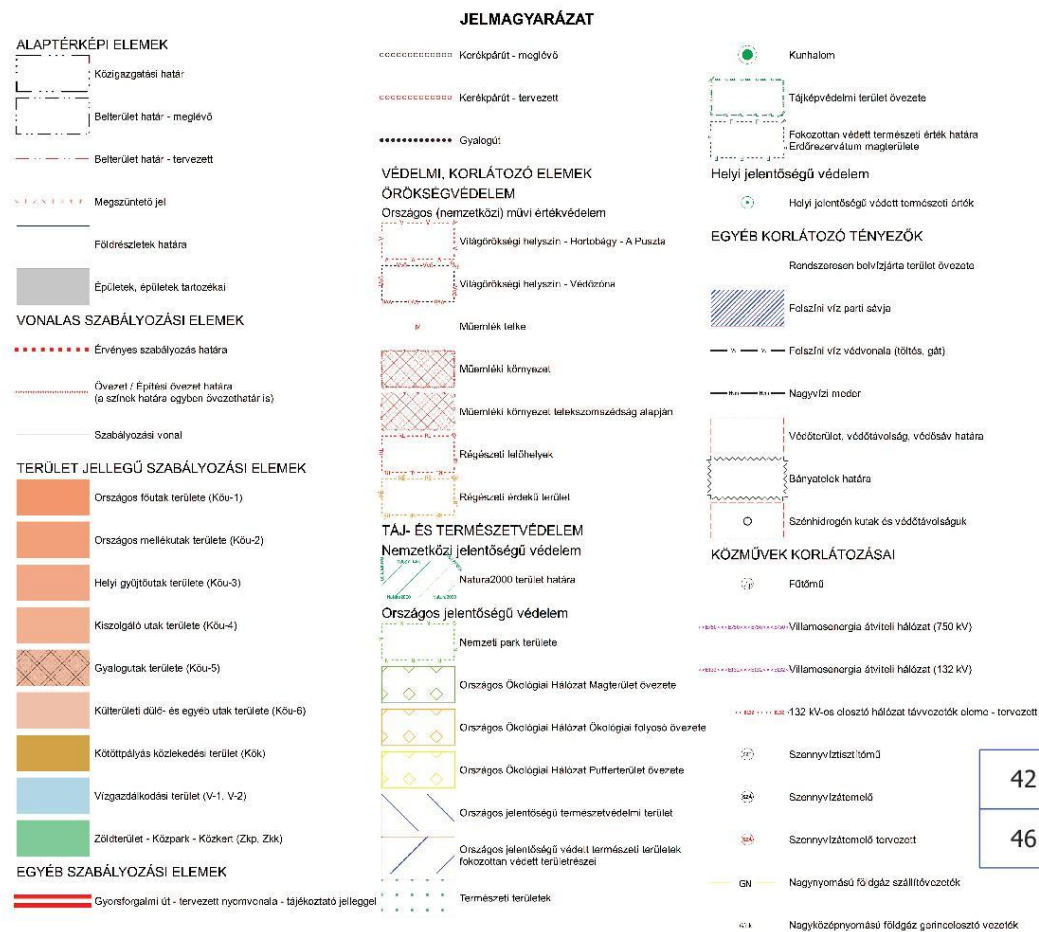 JELMAGYARÁZAT
ALAPTÉRKÉPI ELEMEK
Közigazgatási határ
Belterület határ - meglévő
Belterület határ - tervezett
Megszüntető jel
Földrészletek határa
Épületek, épületek tartozékai
VONALAS SZABÁLYOZÁSI ELEMEK
Érvényes szabályozás határa
Övezet / Építési övezet határa
(a színek határa egyben övezethatár is)
Szabályozási vonal
TERÜLET JELLEGŰ SZABÁLYOZÁSI ELEMEK
Országos főutak területe (Köu-1)
Országos mellékutak területe (Köu-2)
Helyi gyűjtőutak területe (Köu-3)
Kiszolgáló utak területe (Köu-4)
Gyalogutak területe (Köu-5)
Külterületi dűlő- és egyéb utak területe (Köu-6)
Kötöttpályás közlekedési terület (Kök)
Vízgazdálkodási terület (V-1, V-2)
Zöldterület - Közpark - Közkert (Zkp, Zkk)
EGYÉB SZABÁLYOZÁSI ELEMEK
Gyorsforgalmi út - tervezett nyomvonala - tájékoztató jelleggel
Kerékpárút - meglévő
Kerékpárút - tervezett
Gyalogút
VÉDELMI, KORLÁTOZÓ ELEMEK
ÖRÖKSÉGVÉDELEM
Országos (nemzetközi) művi értékvédelem
Világörökségi helyszín - Hortobágy - A Puszta
Világörökségi helyszín - Védőzóna
M
Műemlék telke
Műemléki környezet
Műemléki környezet telekszomszédság alapján
Régészeti lelőhelyek
Régészeti érdekű terület
TÁJ- ÉS TERMÉSZETVÉDELEM
Nemzetközi jelentőségű védelem
Natura2000 terület határa
Országos jelentőségű védelem
Nemzeti park területe
Országos Ökológiai Hálózat Magterület övezete
Országos Ökológiai Hálózat Ökológiai folyosó övezete
Országos Ökológiai Hálózat Pufferterület övezete
Országos jelentőségű természetvédelmi terület
Országos jelentőségű védett természeti területek
fokozottan védett területrészei
Természeti területek
Kunhalom
Tájképvédelmi terület övezete
Fokozottan védett természeti érték határa
Erdőrezervátum magterülete
Helyi jelentőségű védelem
Helyi jelentőségű védett természeti érték
EGYÉB KORLÁTOZÓ TÉNYEZŐK
Rendszeresen belvízjárta terület övezete
Felszíni víz parti sávja
Felszíni víz védvonala (töltés, gát)
Nagyvízi meder
Védőterület, védőtávolság, védősáv határa
Bányatelek határa
Szénhidrogén kutak és védőtávolságuk
KÖZMŰVEK KORLÁTOZÁSAI
Fűtőmű
Villamosenergia átviteli hálózat (750 kV)
Villamosenergia átviteli hálózat (132 kV)
132 kV-os elosztó hálózat távvezeték eleme - tervezett
Szennyvíztisztítómű
Szennyvízátemelő
Szennyvízátemelő tervezett
GN
Nagynyomású földgáz szállítóvezeték
Nagyközépnyomású földgáz gerincelosztó vezeték
42
46